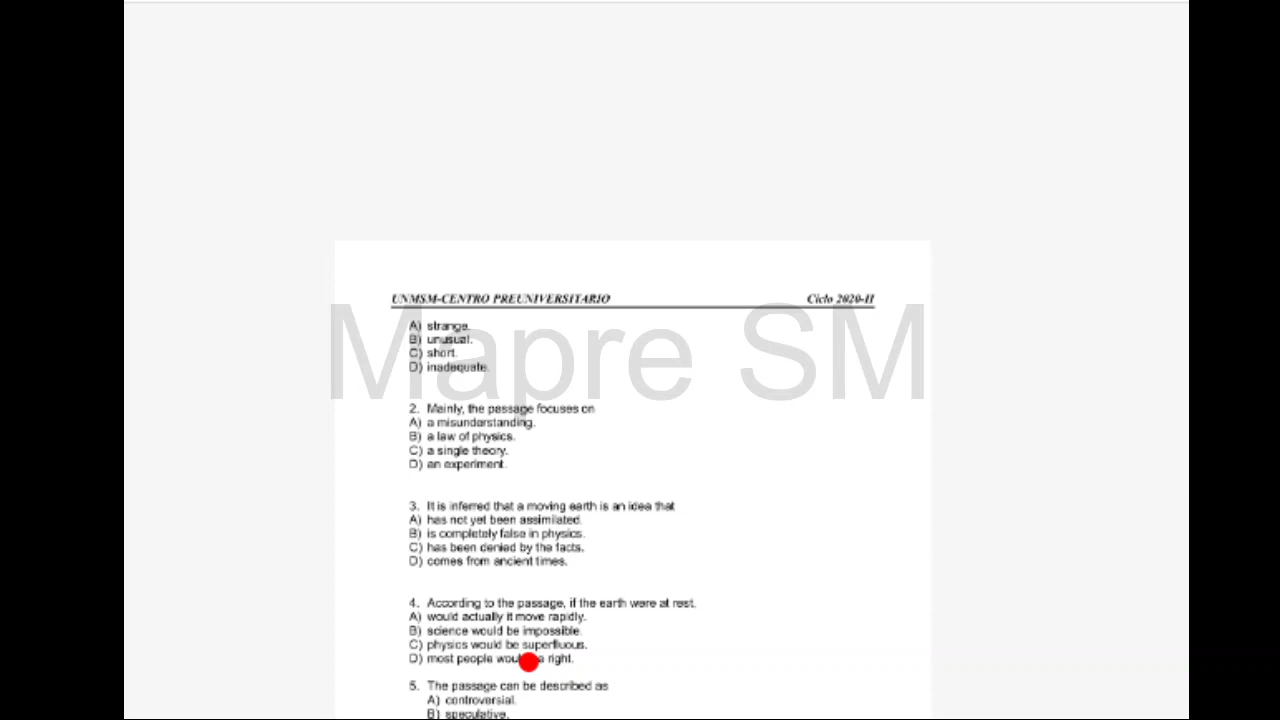 UNMSM-CENTRO PREUNIVERSITARIO Ciclo 2020-II
Mapre SM
A) strange.
B) unusual.
C) short.
D) inadequate.
2. Mainly, the passage focuses on
A) a misunderstanding.
B) a law of physics.
C) a single theory.
D) an experiment.
3. It is inferred that a moving earth is an idea that
A) has not yet been assimilated.
B) is completely false in physics.
C) has been denied by the facts.
D) comes from ancient times.
4. According to the passage, if the earth were at rest,
A) would actually it move rapidly.
B) science would be impossible.
C) physics would be superfluous.
D) most people right.
5. The passage can be described as
A) controversial.
B) speculative.